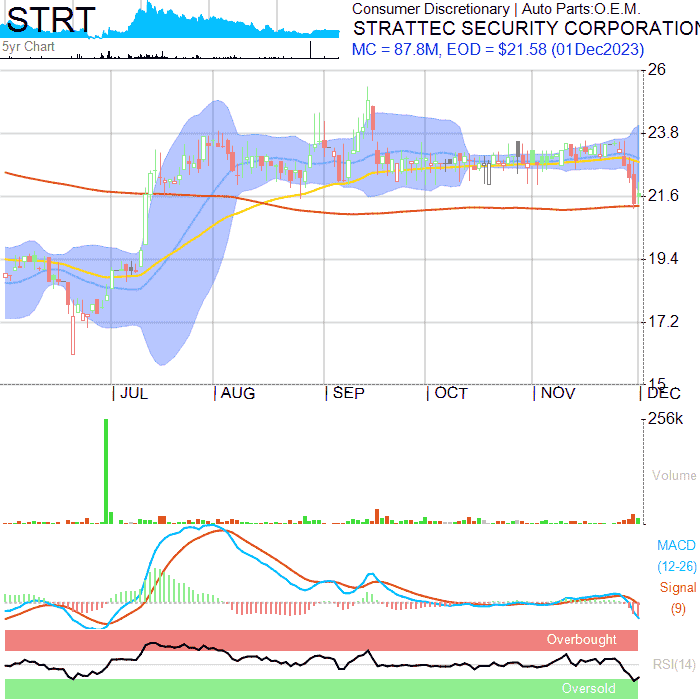 STRT
5yr Chart
Consumer Discretionary | Auto Parts:O.E.M.
STRATTEC SECURITY CORPORATION
MC = 87.8M, EOD = $21.58 (01Dec2023)
26
23.8
21.6
19.4
17.2
15
JUL
AUG
SEP
OCT
NOV
DEC
256k
Volume
MACD
(12-26)
Signal
(9)
Overbought
RSI(14)
Oversold